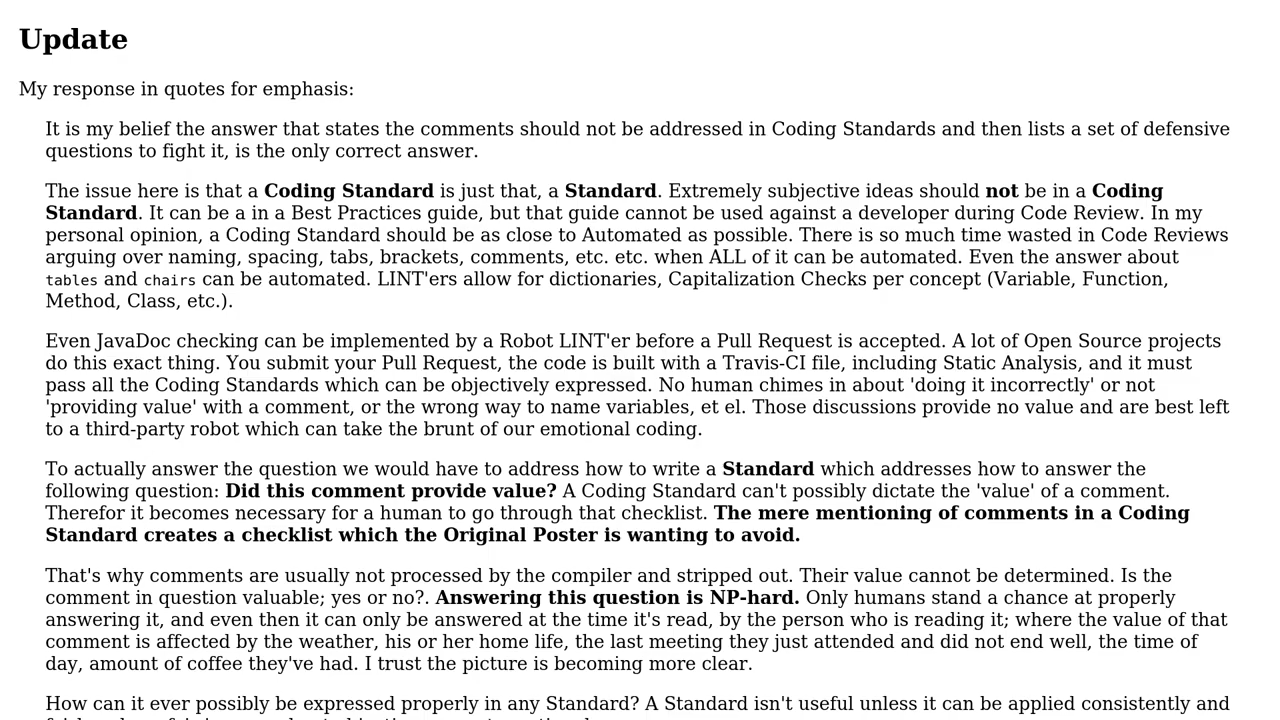 Update
My response in quotes for emphasis:
It is my belief the answer that states the comments should not be addressed in Coding Standards and then lists a set of defensive
questions to fight it, is the only correct answer.
The issue here is that a Coding Standard is just that, a Standard. Extremely subjective ideas should not be in a Coding
Standard. It can be a in a Best Practices guide, but that guide cannot be used against a developer during Code Review. In my
personal opinion, a Coding Standard should be as close to Automated as possible. There is so much time wasted in Code Reviews
arguing over naming, spacing, tabs, brackets, comments, etc. etc. when ALL of it can be automated. Even the answer about
tables and chairs can be automated. LINT'ers allow for dictionaries, Capitalization Checks per concept (Variable, Function,
Method, Class, etc.).
Even JavaDoc checking can be implemented by a Robot LINT'er before a Pull Request is accepted. A lot of Open Source projects
do this exact thing. You submit your Pull Request, the code is built with a Travis-CI file, including Static Analysis, and it must
pass all the Coding Standards which can be objectively expressed. No human chimes in about 'doing it incorrectly' or not
'providing value' with a comment, or the wrong way to name variables, et el. Those discussions provide no value and are best left
to a third-party robot which can take the brunt of our emotional coding.
To actually answer the question we would have to address how to write a Standard which addresses how to answer the
following question: Did this comment provide value? A Coding Standard can't possibly dictate the 'value' of a comment.
Therefor it becomes necessary for a human to go through that checklist. The mere mentioning of comments in a Coding
Standard creates a checklist which the Original Poster is wanting to avoid.
That's why comments are usually not processed by the compiler and stripped out. Their value cannot be determined. Is the
comment in question valuable; yes or no?. Answering this question is NP-hard. Only humans stand a chance at properly
answering it, and even then it can only be answered at the time it's read, by the person who is reading it; where the value of that
comment is affected by the weather, his or her home life, the last meeting they just attended and did not end well, the time of
day, amount of coffee they've had. I trust the picture is becoming more clear.
How can it ever possibly be expressed properly in any Standard? A Standard isn't useful unless it can be applied consistently and